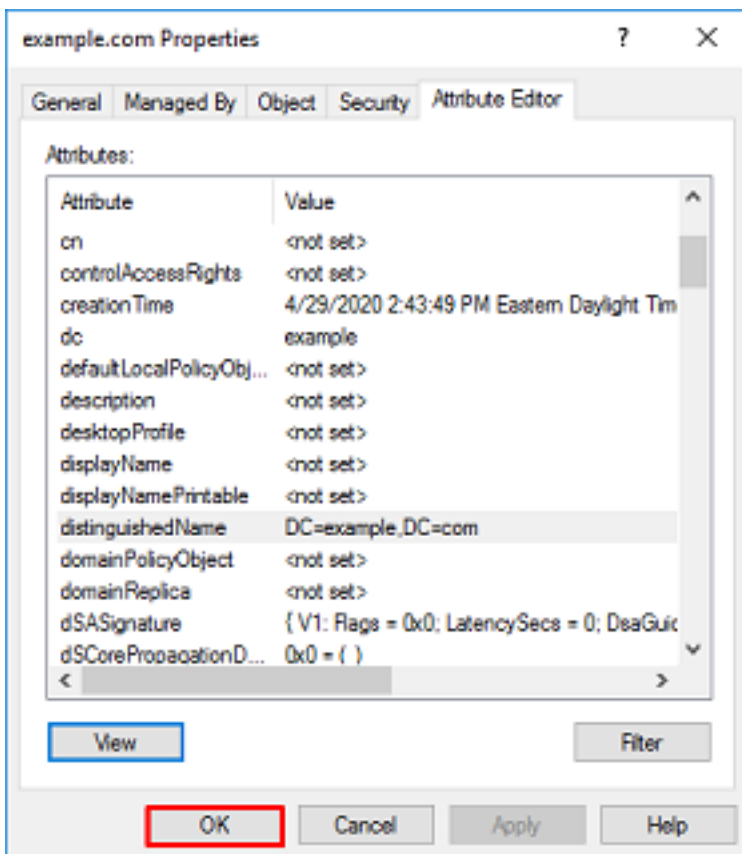 example.com Properties ? ×
General Managed By Object Security Attribute Editor
Attributes:
Attribute Value
cn <not set>
controlAccessRights <not set>
creationTime 4/29/2020 2:43:49 PM Eastern Daylight Tim
dc example
defaultLocalPolicyObj... <not set>
description <not set>
desktopProfile <not set>
displayName <not set>
displayNamePrintable <not set>
distinguishedName DC=example,DC=com
domainPolicyObject <not set>
domainReplica <not set>
dSASignature { V1: Flags = 0x0; LatencySecs = 0; DsaGuid
dSCorePropagationD... 0x0 = ( )
View Filter
OK Cancel Apply Help